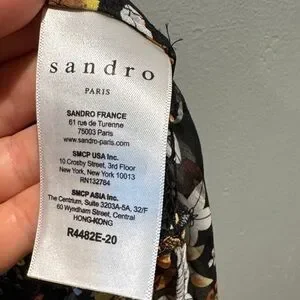 sandro
PARIS
SANDRO FRANCE
61 rue de Turenne
75003 Paris
www.sandro-paris.com
SMCP USA Inc.
10 Crosby Street, 3rd Floor
New York, New York 10013
RN132784
SMCP ASIA Inc.
The Centrium, Suite 3203A-5A, 32/F
60 Wyndham Street, Central
HONG-KONG
R4482E-20